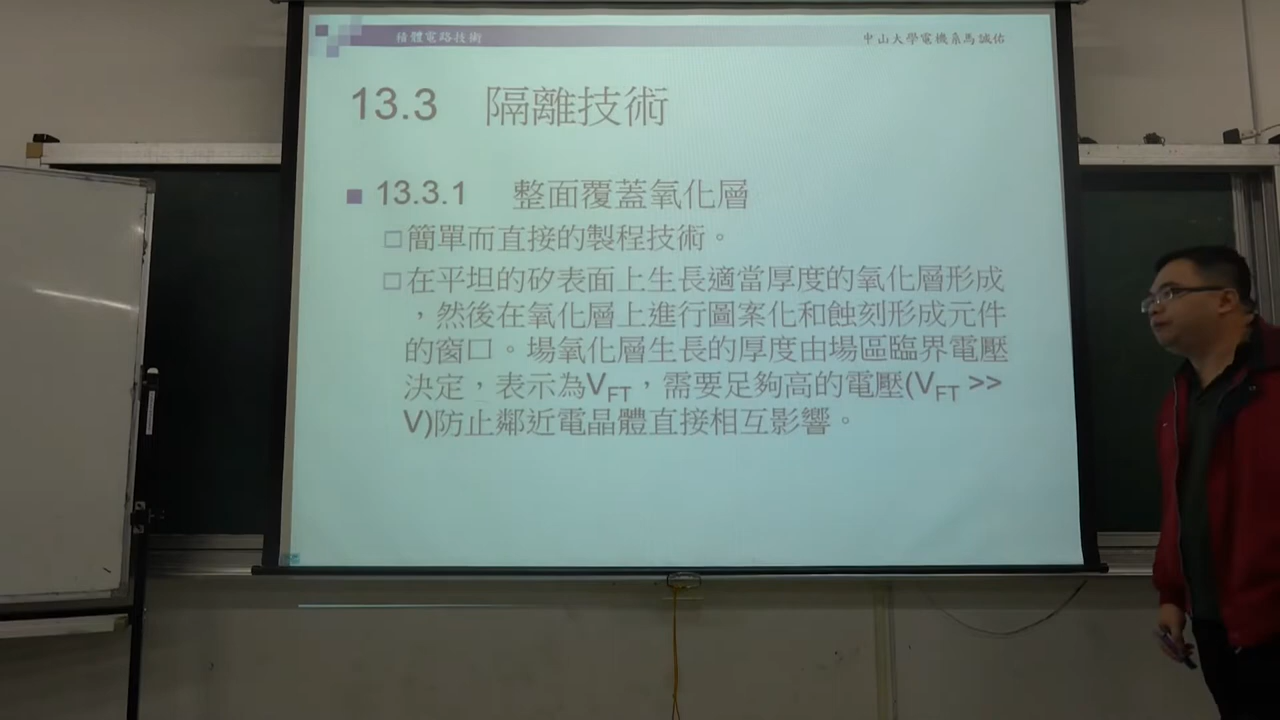 積體電路技術
中山大學電機系馬誠佑
13.3 隔離技術
13.3.1 整面覆蓋氧化層
簡單而直接的製程技術。
在平坦的矽表面上生長適當厚度的氧化層形成
，然後在氧化層上進行圖案化和蝕刻形成元件
的窗口。場氧化層生長的厚度由場區臨界電壓
決定，表示為VFT，需要足夠高的電壓(VFT >>
V)防止鄰近電晶體直接相互影響。